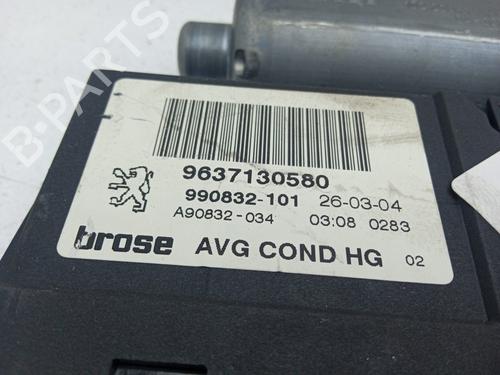 9637130580
990832-101 26-03-04
A90832-034 03:08 0283
brose AVG COND HG 02
B-PARTS